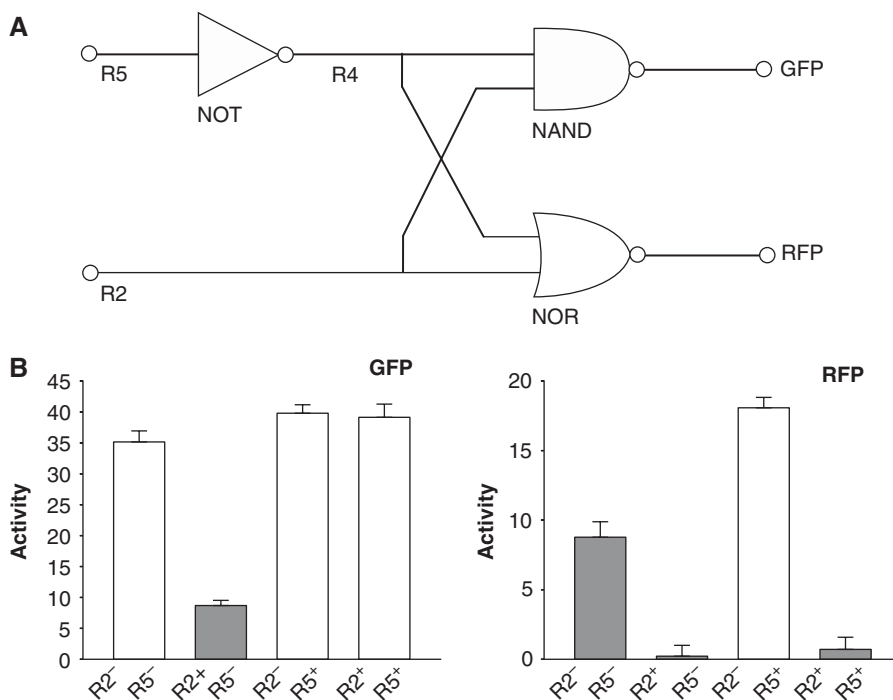 A
R5
NOT
R4
NAND
GFP
R2
NOR
RFP
B
GFP
Activity
45
40
35
30
25
20
15
10
5
0
R2⁻ R5⁻ R2+ R5⁻ R2⁻ R5⁺ R2⁺ R5⁺
RFP
Activity
20
15
10
5
0
R2⁻ R5⁻ R2⁺ R5⁻ R2⁻ R5⁺ R2⁺ R5⁺